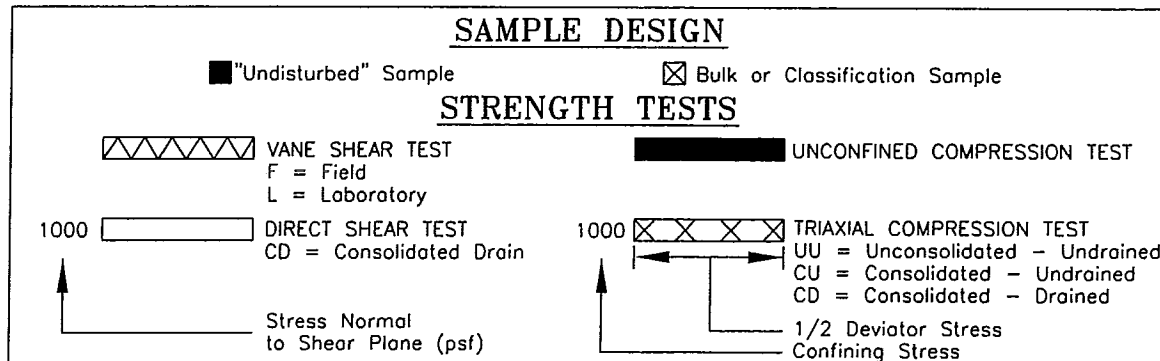 SAMPLE DESIGN
"Undisturbed" Sample
Bulk or Classification Sample
STRENGTH TESTS
VANE SHEAR TEST
F = Field
L = Laboratory
UNCONFINED COMPRESSION TEST
1000
DIRECT SHEAR TEST
CD = Consolidated Drain
Stress Normal
to Shear Plane (psf)
1000
TRIAXIAL COMPRESSION TEST
UU = Unconsolidated - Undrained
CU = Consolidated - Undrained
CD = Consolidated - Drained
1/2 Deviator Stress
Confining Stress